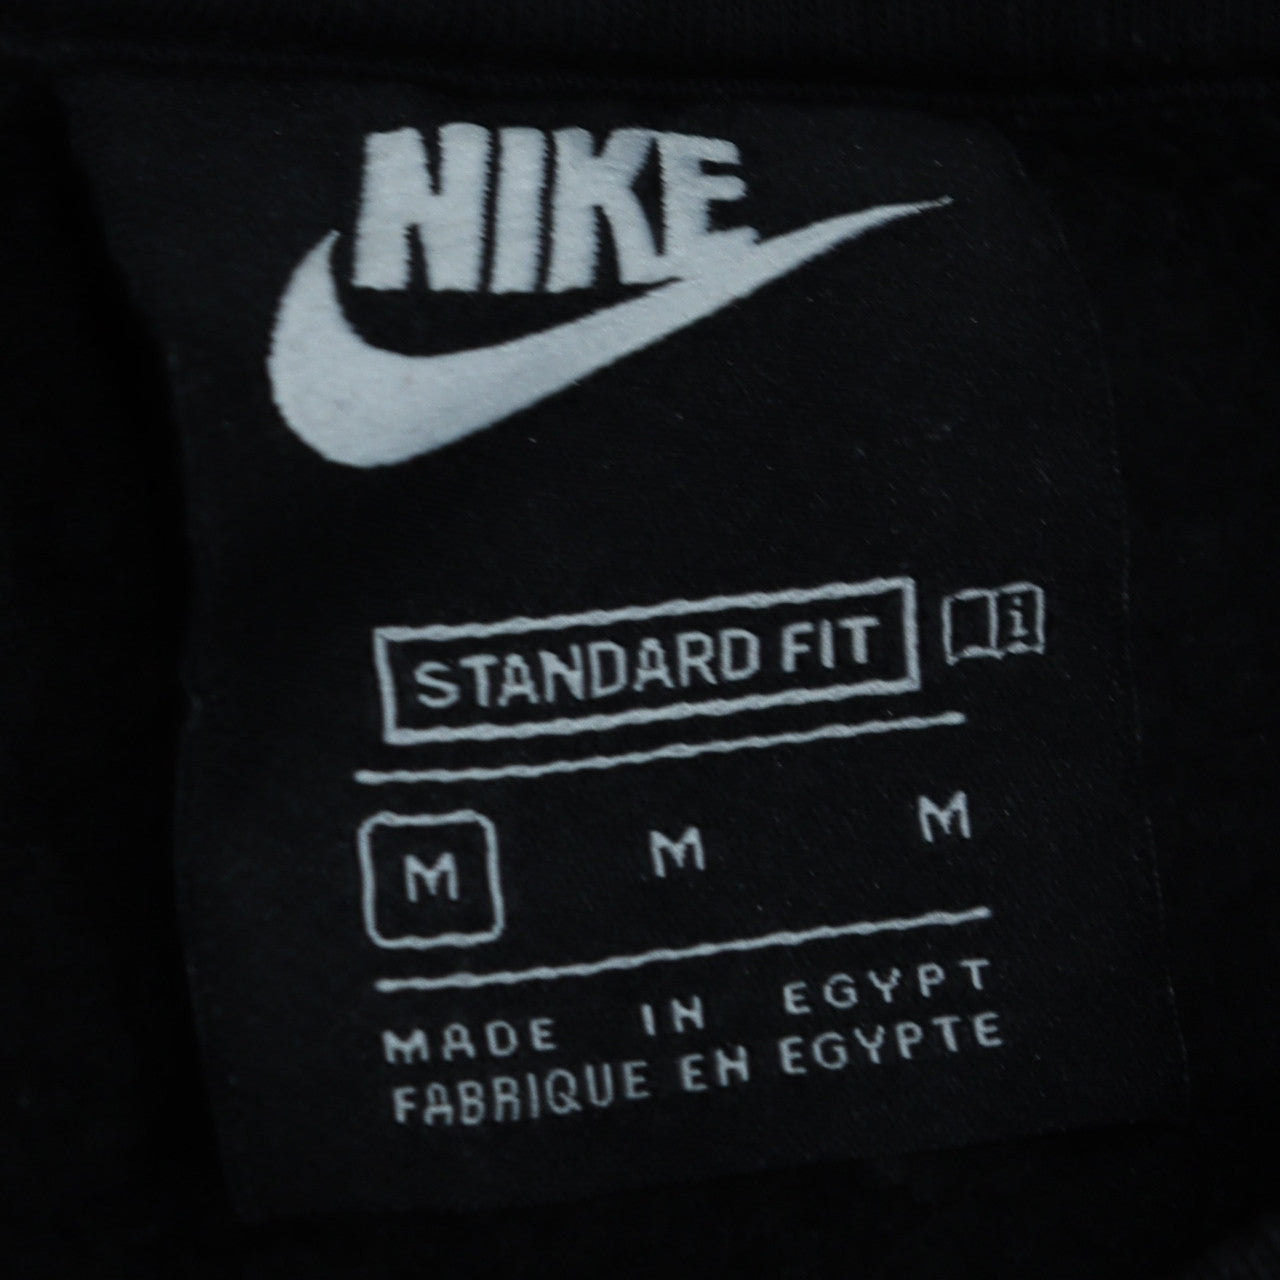 NIKE
STANDARD FIT i
M M M
MADE IN EGYPT
FABRIQUE EN EGYPTE